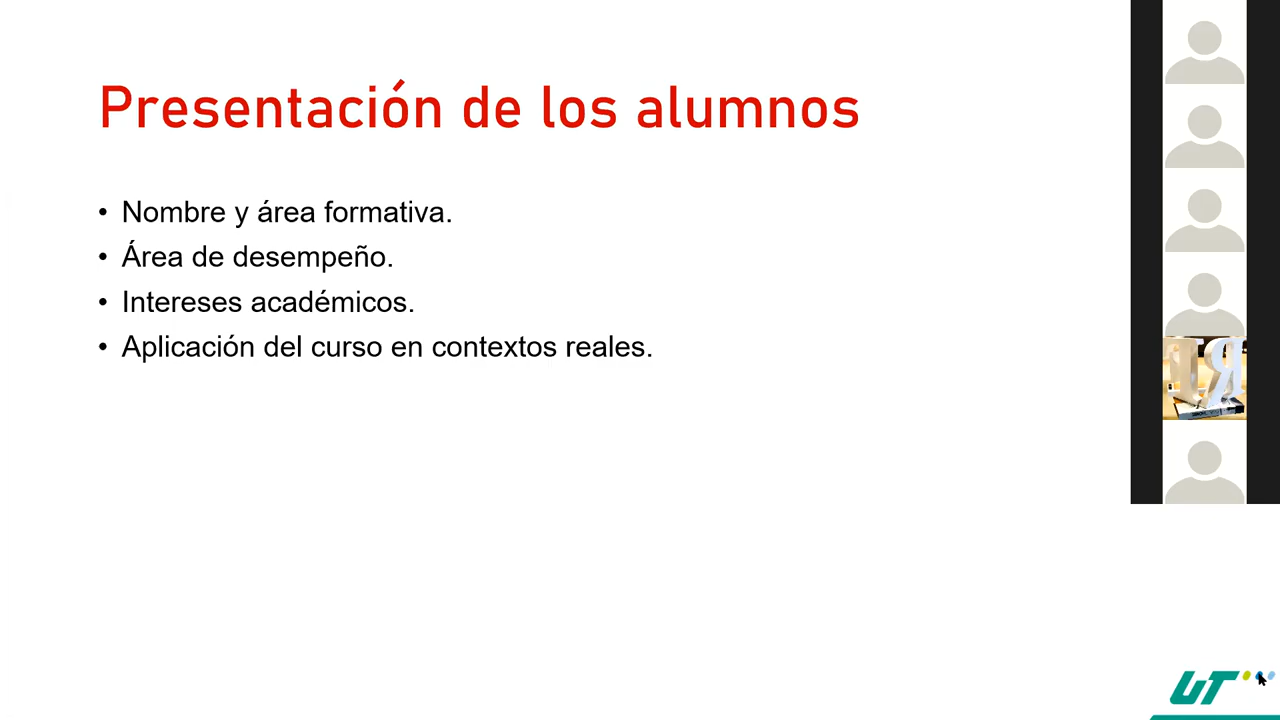 Presentación de los alumnos
• Nombre y área formativa.
• Área de desempeño.
• Intereses académicos.
• Aplicación del curso en contextos reales.
UT